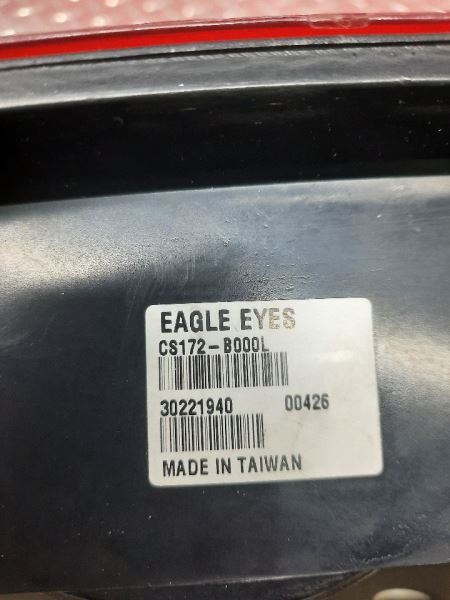 EAGLE EYES
CS172-B000L
30221940 00426
MADE IN TAIWAN